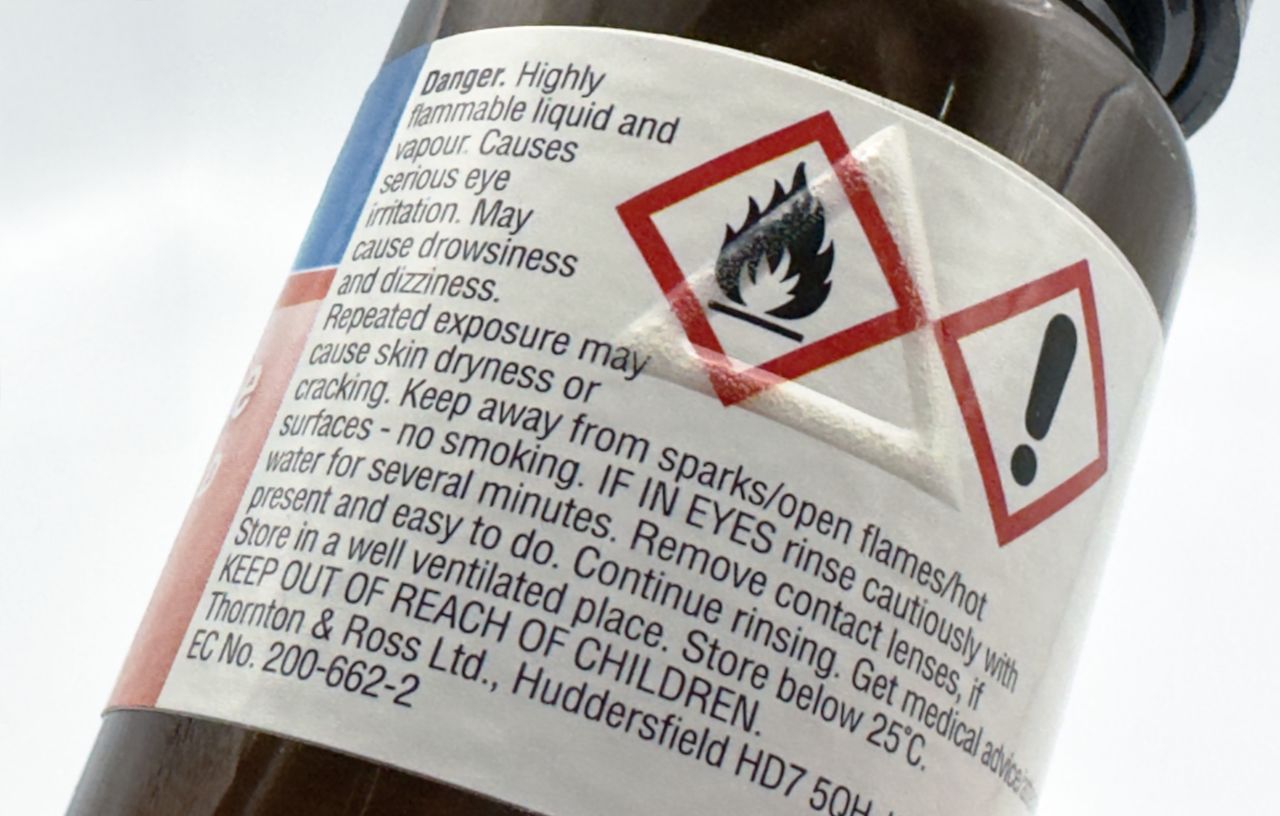 Danger. Highly
flammable liquid and
vapour. Causes
serious eye
irritation. May
cause drowsiness
and dizziness.
Repeated exposure may
cause skin dryness or
cracking. Keep away from sparks/open flames/hot
surfaces - no smoking. IF IN EYES rinse cautiously with
water for several minutes. Remove contact lenses, if
present and easy to do. Continue rinsing. Get medical advice
Store in a well ventilated place. Store below 25°C.
KEEP OUT OF REACH OF CHILDREN.
Thornton & Ross Ltd., Huddersfield HD7 5QH
EC No. 200-662-2